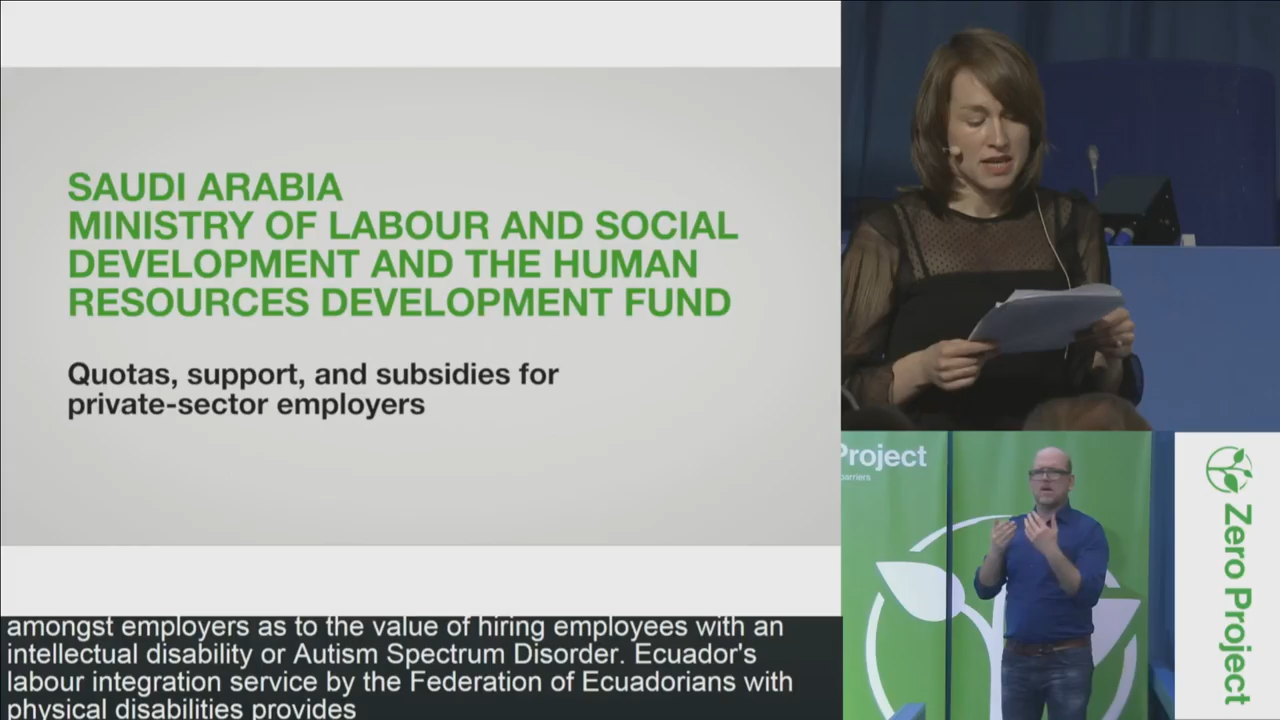 SAUDI ARABIA
MINISTRY OF LABOUR AND SOCIAL
DEVELOPMENT AND THE HUMAN
RESOURCES DEVELOPMENT FUND
Quotas, support, and subsidies for
private-sector employers
amongst employers as to the value of hiring employees with an
intellectual disability or Autism Spectrum Disorder. Ecuador's
labour integration service by the Federation of Ecuadorians with
physical disabilities provides
Project
barriers
Zero Project